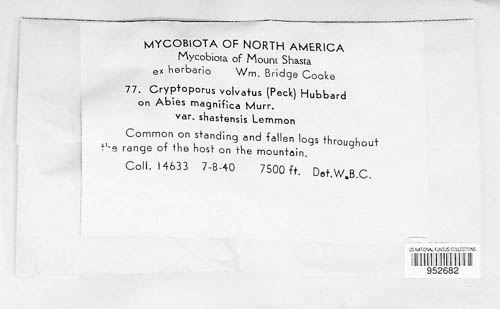 MYCOBIOTA OF NORTH AMERICA
Mycobiota of Mount Shasta
ex herbario Wm. Bridge Cooke
77. Cryptoporus volvatus (Peck) Hubbard
on Abies magnifica Murr.
var. shastensis Lemmon
Common on standing and fallen logs throughout
the range of the host on the mountain.
Coll. 14633 7-8-40 7500 ft. Det. W.B.C.
US NATIONAL FUNGUS COLLECTIONS
952682